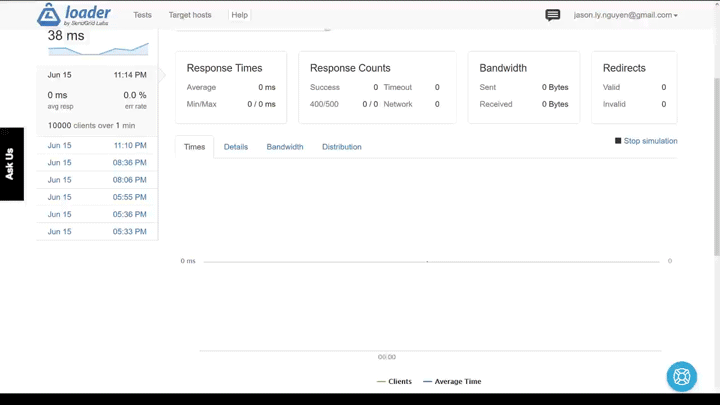 loader
by SendGrid Labs
Tests
Target hosts
Help
jason.ly.nguyen@gmail.com
38 ms
Jun 15 11:14 PM
0 ms 0.0 %
avg resp err rate
10000 clients over 1 min
Jun 15 11:10 PM
Jun 15 08:36 PM
Jun 15 08:06 PM
Jun 15 05:55 PM
Jun 15 05:36 PM
Jun 15 05:33 PM
Ask Us
Response Times
Average 0 ms
Min/Max 0 / 0 ms
Response Counts
Success 0 Timeout 0
400/500 0 / 0 Network 0
Bandwidth
Sent 0 Bytes
Received 0 Bytes
Redirects
Valid 0
Invalid 0
Times Details Bandwidth Distribution
Stop simulation
0 ms 0
00:00
Clients Average Time